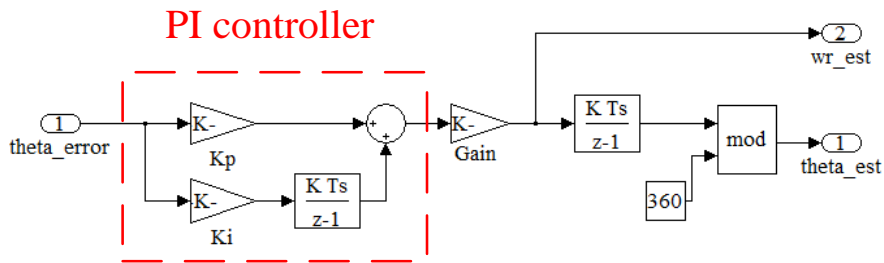 PI controller
2
wr_est
1
theta_error
K-
Kp
+
+
K-
Gain
K Ts
z-1
mod
1
theta_est
K-
Ki
K Ts
z-1
360